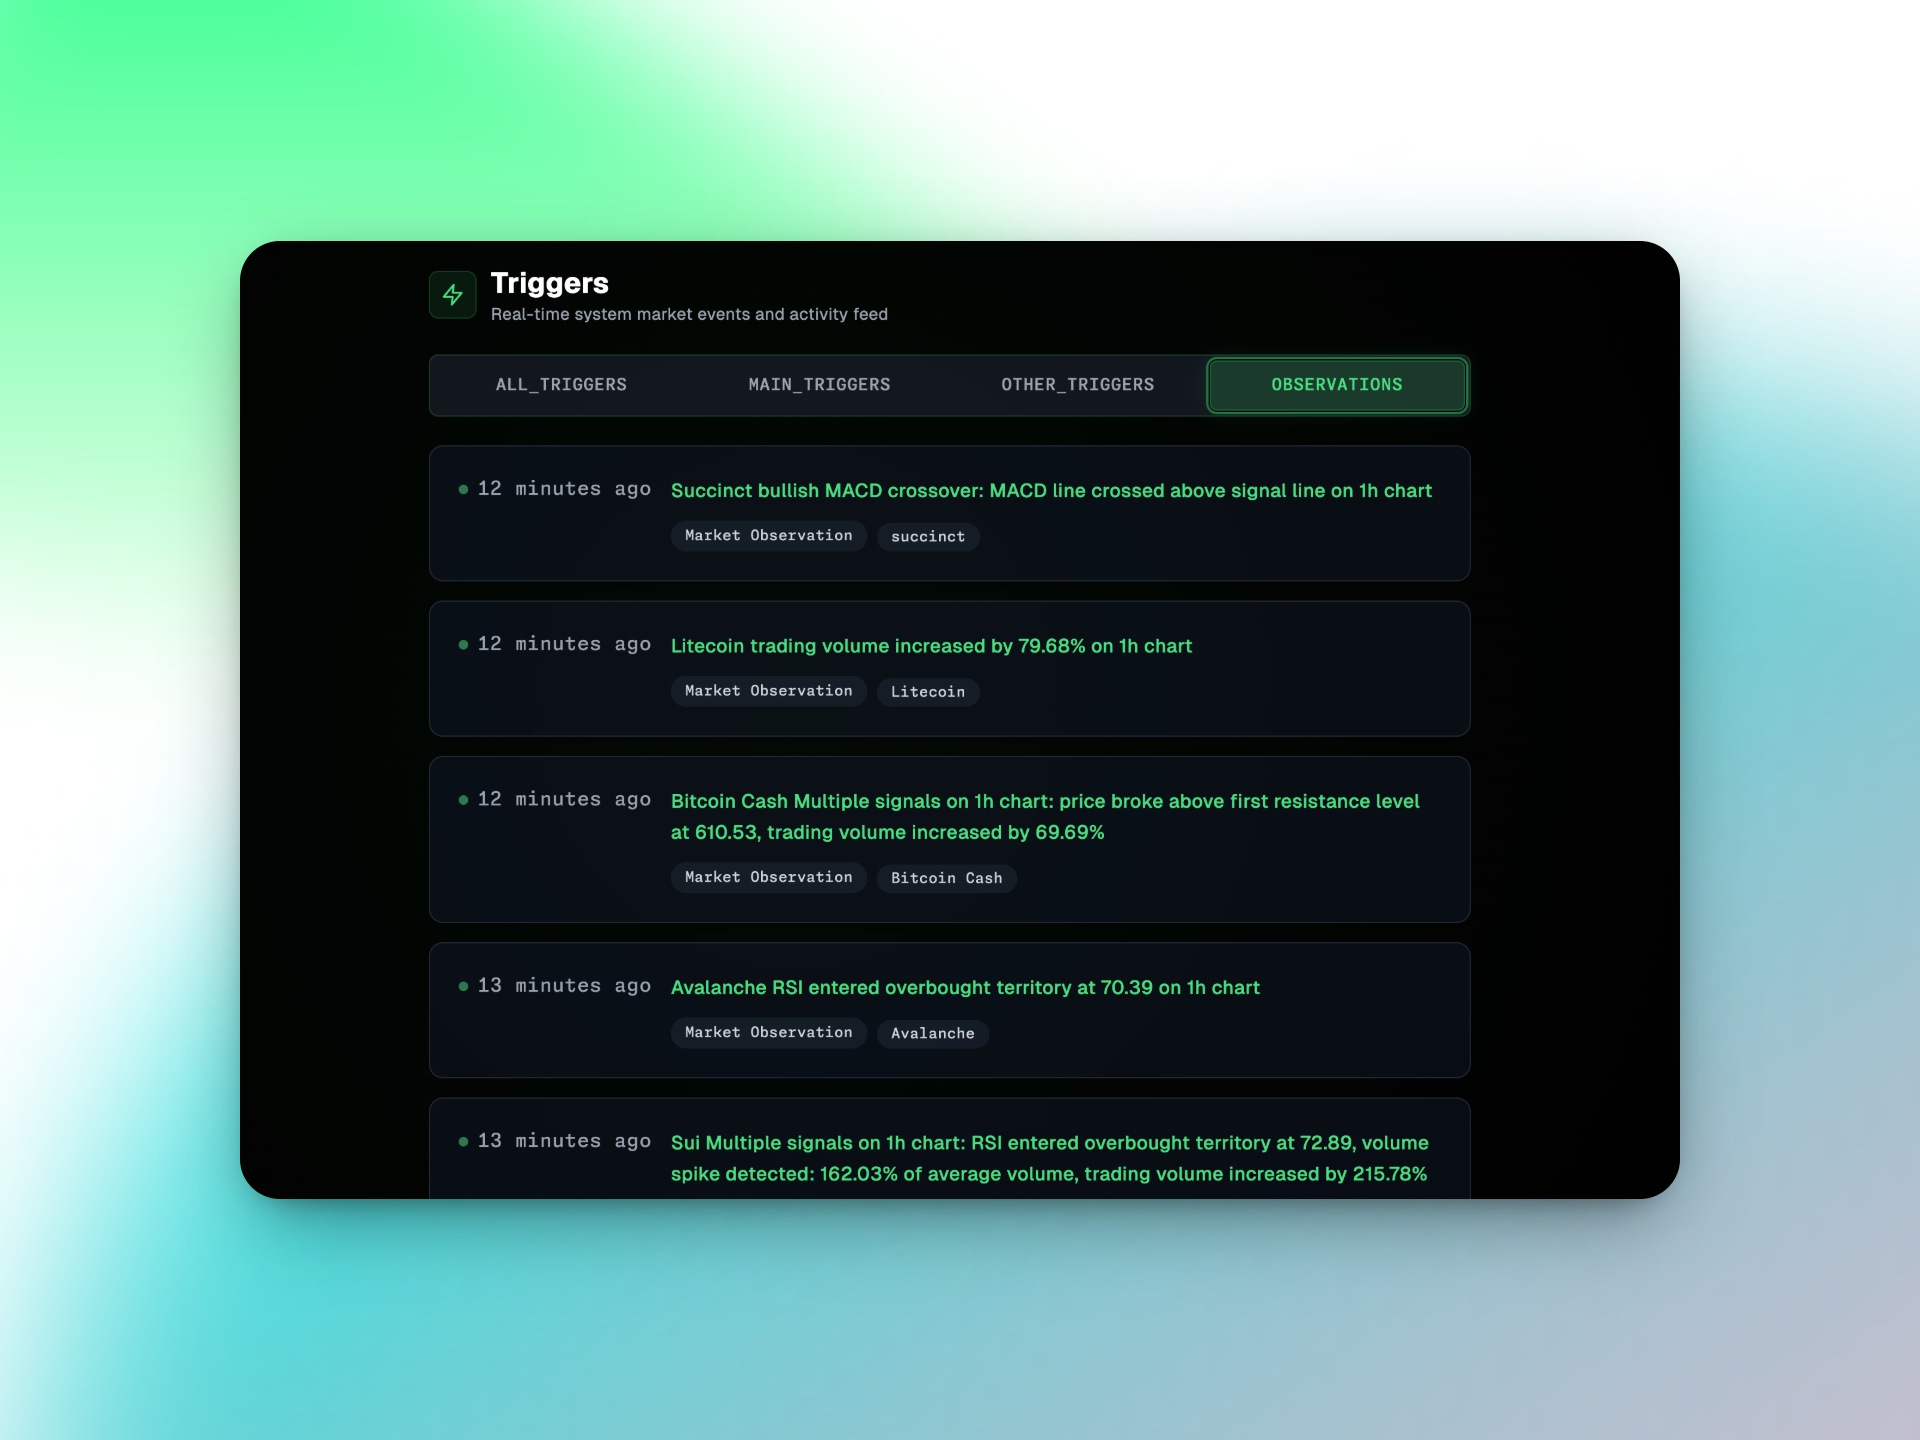 Triggers
Real-time system market events and activity feed
ALL_TRIGGERS
MAIN_TRIGGERS
OTHER_TRIGGERS
OBSERVATIONS
12 minutes ago
Succinct bullish MACD crossover: MACD line crossed above signal line on 1h chart
Market Observation
succinct
12 minutes ago
Litecoin trading volume increased by 79.68% on 1h chart
Market Observation
Litecoin
12 minutes ago
Bitcoin Cash Multiple signals on 1h chart: price broke above first resistance level
at 610.53, trading volume increased by 69.69%
Market Observation
Bitcoin Cash
13 minutes ago
Avalanche RSI entered overbought territory at 70.39 on 1h chart
Market Observation
Avalanche
13 minutes ago
Sui Multiple signals on 1h chart: RSI entered overbought territory at 72.89, volume
spike detected: 162.03% of average volume, trading volume increased by 215.78%